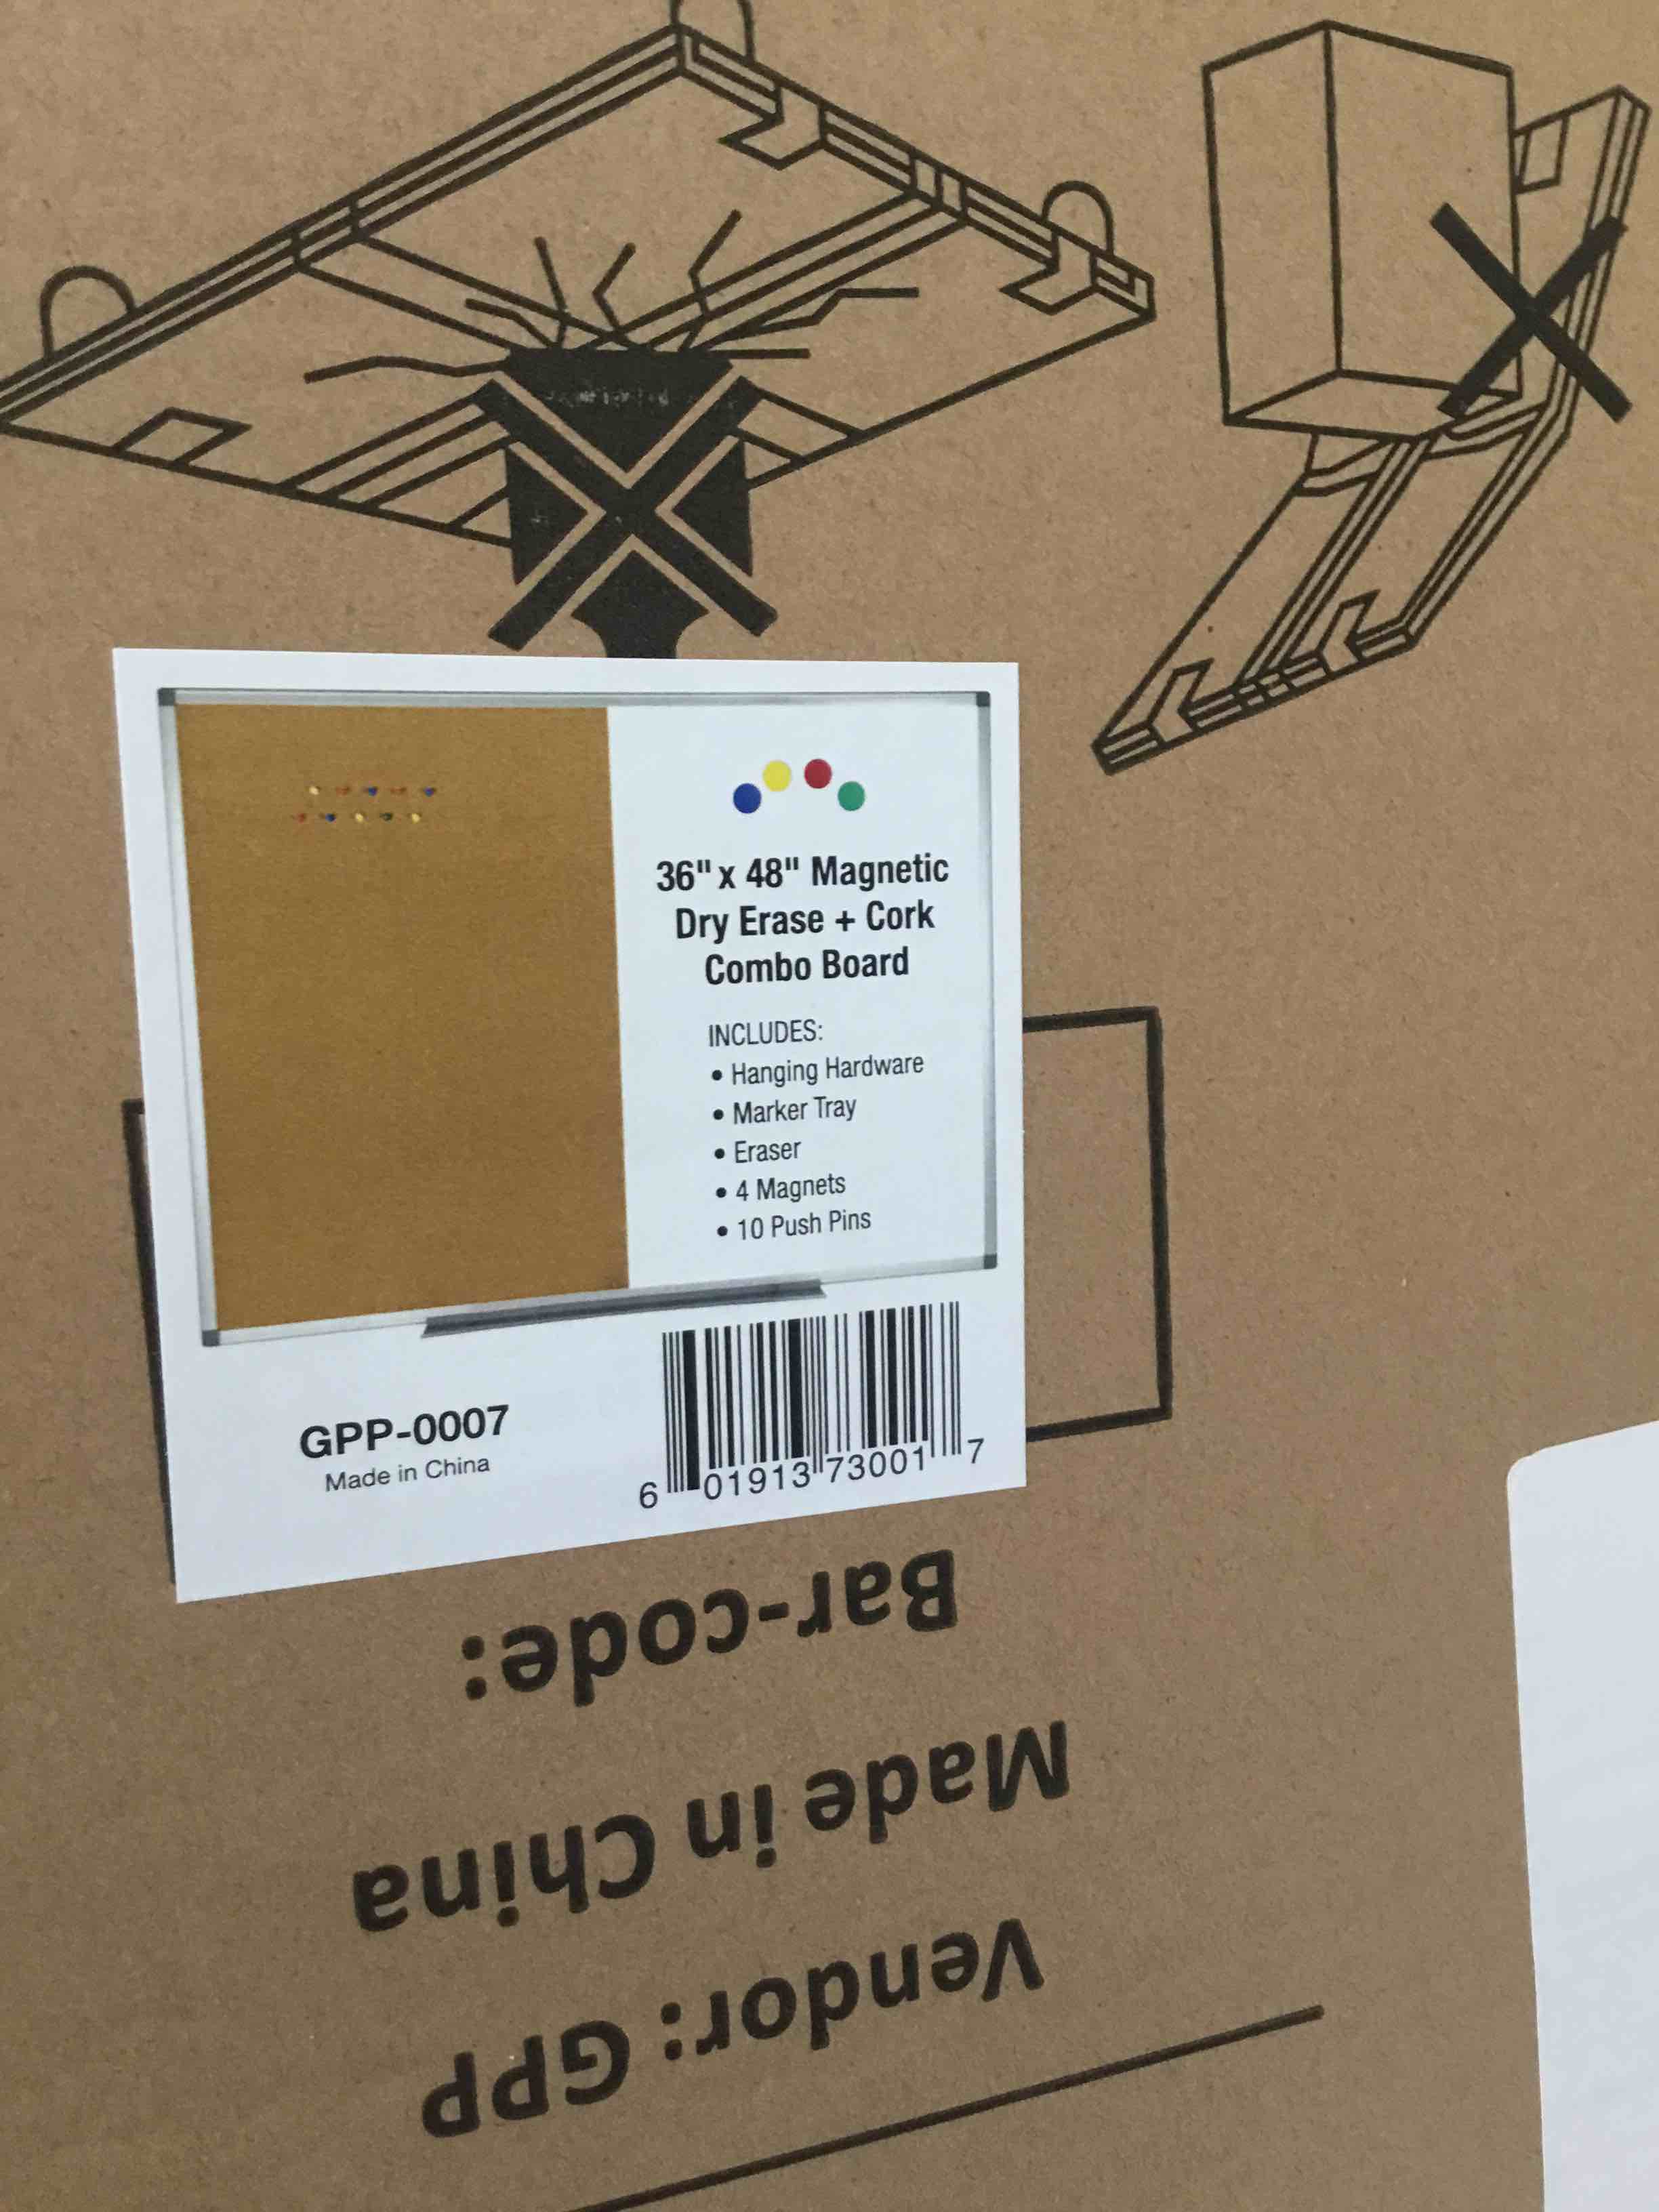 36" x 48" Magnetic
Dry Erase + Cork
Combo Board
INCLUDES:
• Hanging Hardware
• Marker Tray
• Eraser
• 4 Magnets
• 10 Push Pins
GPP-0007
Made in China
6 01913 73001 7
Vendor: GPP
Made in China
Bar-code: